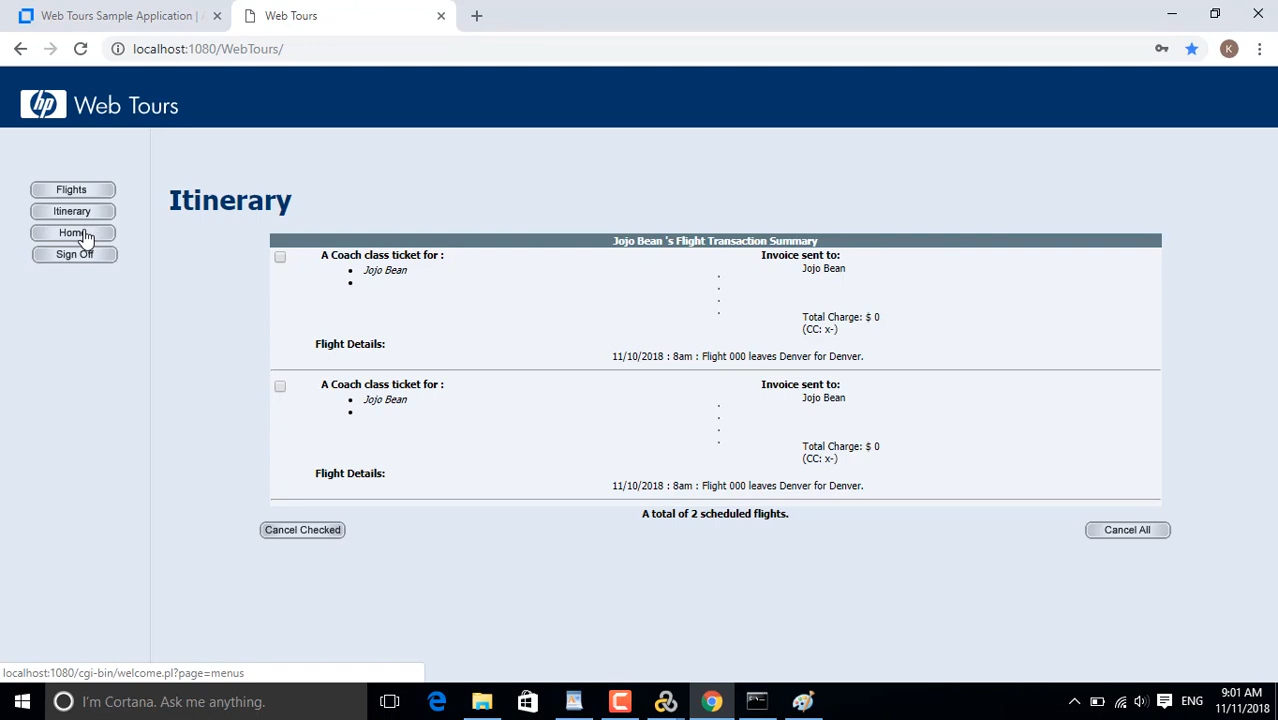 Web Tours Sample Application |
Web Tours
localhost:1080/WebTours/
K
hp Web Tours
Flights
Itinerary
Home
Sign Off
Itinerary
Jojo Bean 's Flight Transaction Summary
A Coach class ticket for :
Invoice sent to:
Jojo Bean
Jojo Bean
Total Charge: $ 0
(CC: x-)
Flight Details:
11/10/2018 : 8am : Flight 000 leaves Denver for Denver.
A Coach class ticket for :
Invoice sent to:
Jojo Bean
Jojo Bean
Total Charge: $ 0
(CC: x-)
Flight Details:
11/10/2018 : 8am : Flight 000 leaves Denver for Denver.
A total of 2 scheduled flights.
Cancel Checked
Cancel All
localhost:1080/cgi-bin/welcome.pl?page=menus
I'm Cortana. Ask me anything.
ENG
9:01 AM
11/11/2018